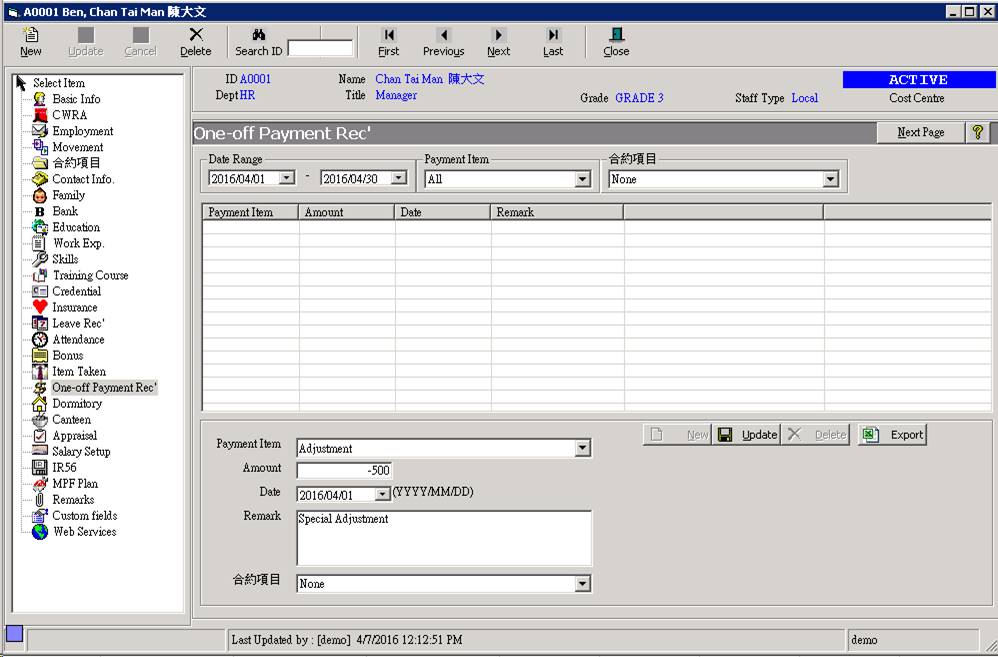 A0001 Ben, Chan Tai Man 陳大文
New Update Cancel Delete Search ID First Previous Next Last Close
Select Item
Basic Info
CWRA
Employment
Movement
合約項目
Contact Info.
Family
Bank
Education
Work Exp.
Skills
Training Course
Credential
Insurance
Leave Rec'
Attendance
Bonus
Item Taken
One-off Payment Rec'
Dormitory
Canteen
Appraisal
Salary Setup
IR56
MPF Plan
Remarks
Custom fields
Web Services
ID A0001 Name Chan Tai Man 陳大文 ACTIVE
Dept HR Title Manager Grade GRADE 3 Staff Type Local Cost Centre
One-off Payment Rec' Next Page ?
Date Range Payment Item 合約項目
2016/04/01 - 2016/04/30 All None
Payment Item Amount Date Remark
New Update Delete Export
Payment Item Adjustment
Amount -500
Date 2016/04/01 (YYYY/MM/DD)
Remark Special Adjustment
合約項目 None
Last Updated by : [demo] 4/7/2016 12:12:51 PM demo